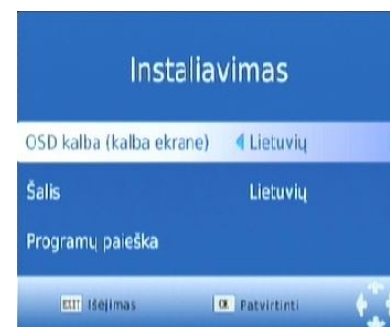 Instaliavimas
OSD kalba (kalba ekrane) Lietuvių
Šalis Lietuvių
Programų paieška
EXIT Išėjimas OK Patvirtinti